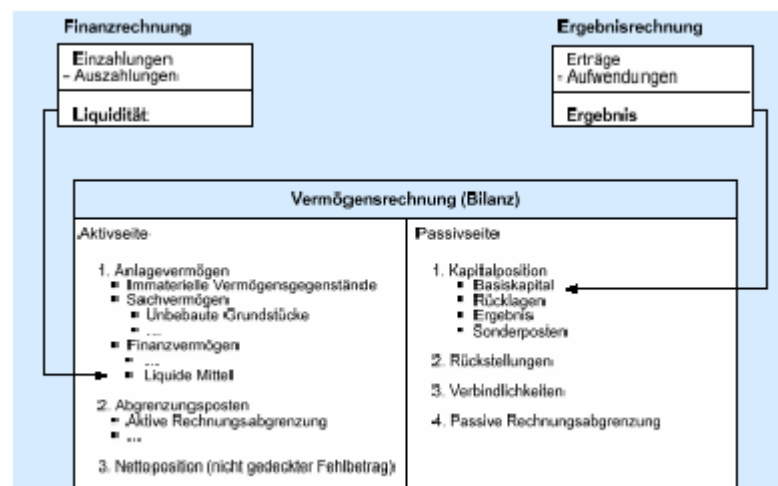 Finanzrechnung
Einzahlungen
– Auszahlungen
Liquidität
Ergebnisrechnung
Erträge
- Aufwendungen
Ergebnis
Vermögensrechnung (Bilanz)
Aktivseite
1. Anlagevermögen
▪ Immaterielle Vermögensgegenstände
▪ Sachvermögen
▪ Unbebaute Grundstücke
▪ ...
▪ Finanzvermögen
▪ ...
▪ Liquide Mittel
2. Abgrenzungsposten
▪ Aktive Rechnungsabgrenzung
▪ ...
3. Nettoposition (nicht gedeckter Fehlbetrag)
Passivseite
1. Kapitalposition
▪ Basiskapital
▪ Rücklagen
▪ Ergebnis
▪ Sonderposten
2. Rückstellungen
3. Verbindlichkeiten
4. Passive Rechnungsabgrenzung